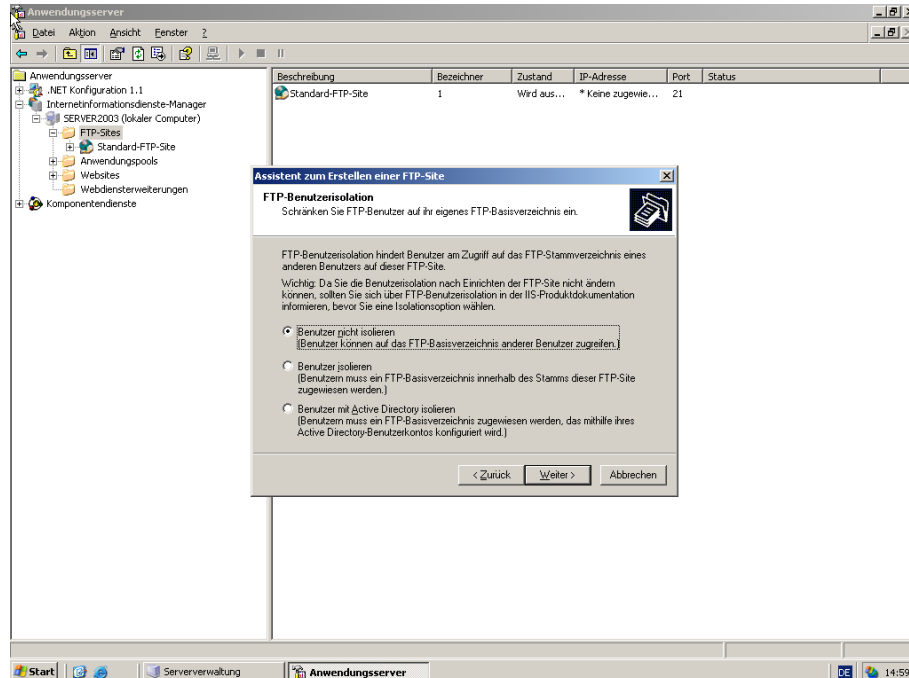 Anwendungsserver
Datei Aktion Ansicht Fenster ?
Anwendungsserver
.NET Konfiguration 1.1
Internetinformationsdienste-Manager
SERVER2003 (lokaler Computer)
FTP-Sites
Standard-FTP-Site
Anwendungspools
Websites
Webdiensterweiterungen
Komponentendienste
Beschreibung Bezeichner Zustand IP-Adresse Port Status
Standard-FTP-Site 1 Wird aus... * Keine zugewie... 21
Assistent zum Erstellen einer FTP-Site
FTP-Benutzerisolation
Schränken Sie FTP-Benutzer auf ihr eigenes FTP-Basisverzeichnis ein.
FTP-Benutzerisolation hindert Benutzer am Zugriff auf das FTP-Stammverzeichnis eines
anderen Benutzers auf dieser FTP-Site.
Wichtig: Da Sie die Benutzerisolation nach Einrichten der FTP-Site nicht ändern
können, sollten Sie sich über FTP-Benutzerisolation in der IIS-Produktdokumentation
informieren, bevor Sie eine Isolationsoption wählen.
Benutzer nicht isolieren
(Benutzer können auf das FTP-Basisverzeichnis anderer Benutzer zugreifen.)
Benutzer isolieren
(Benutzern muss ein FTP-Basisverzeichnis innerhalb des Stamms dieser FTP-Site
zugewiesen werden.)
Benutzer mit Active Directory isolieren
(Benutzern muss ein FTP-Basisverzeichnis zugewiesen werden, das mithilfe ihres
Active Directory-Benutzerkontos konfiguriert wird.)
< Zurück Weiter > Abbrechen
Start Serververwaltung Anwendungsserver DE 14:59